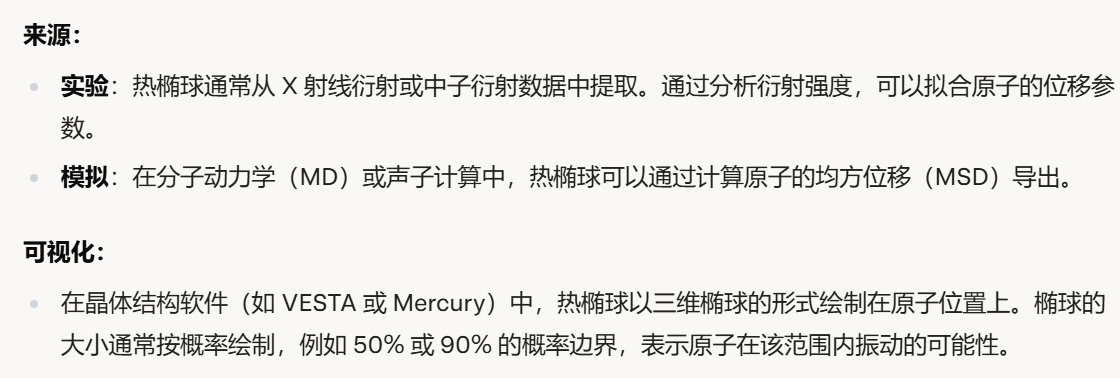 来源：
实验：热椭球通常从 X 射线衍射或中子衍射数据中提取。通过分析衍射强度，可以拟合原子的位移参
数。
模拟：在分子动力学（MD）或声子计算中，热椭球可以通过计算原子的均方位移（MSD）导出。
可视化：
在晶体结构软件（如 VESTA 或 Mercury）中，热椭球以三维椭球的形式绘制在原子位置上。椭球的
大小通常按概率绘制，例如 50% 或 90% 的概率边界，表示原子在该范围内振动的可能性。